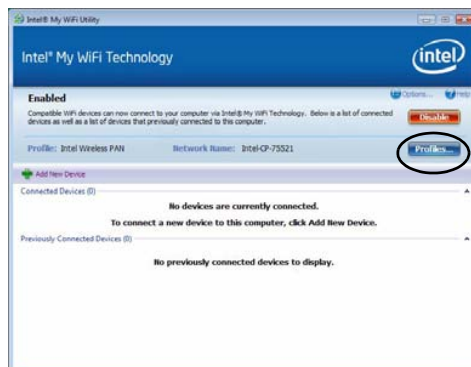 Intel® My WiFi Utility
Intel® My WiFi Technology
intel
Options... Help
Enabled
Compatible WiFi devices can now connect to your computer via Intel® My WiFi Technology. Below is a list of connected
devices as well as a list of devices that previously connected to this computer.
Disable
Profile: Intel Wireless PAN Network Name: Intel-CP-75521
Profiles...
Add New Device
Connected Devices (0)
No devices are currently connected.
To connect a new device to this computer, click Add New Device.
Previously Connected Devices (0)
No previously connected devices to display.